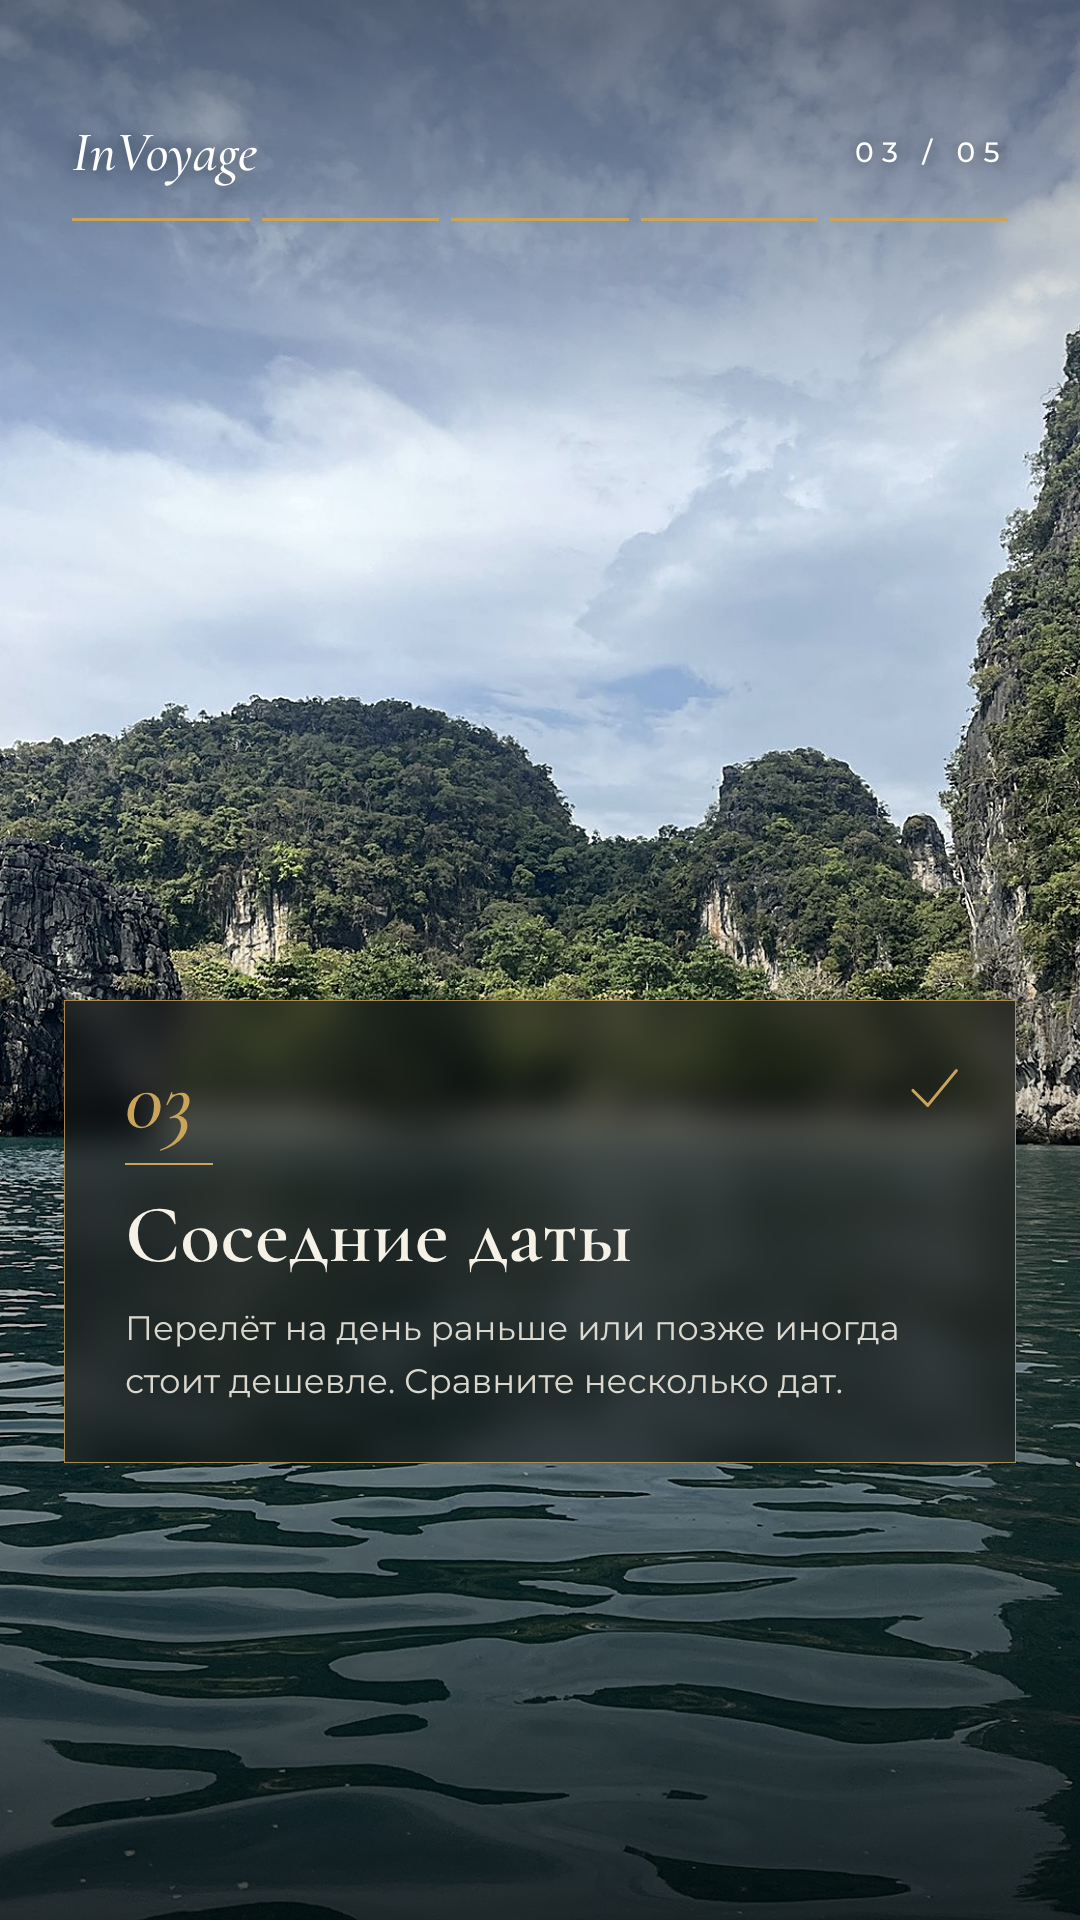 InVoyage
03 / 05
03
Соседние даты
Перелёт на день раньше или позже иногда
стоит дешевле. Сравните несколько дат.